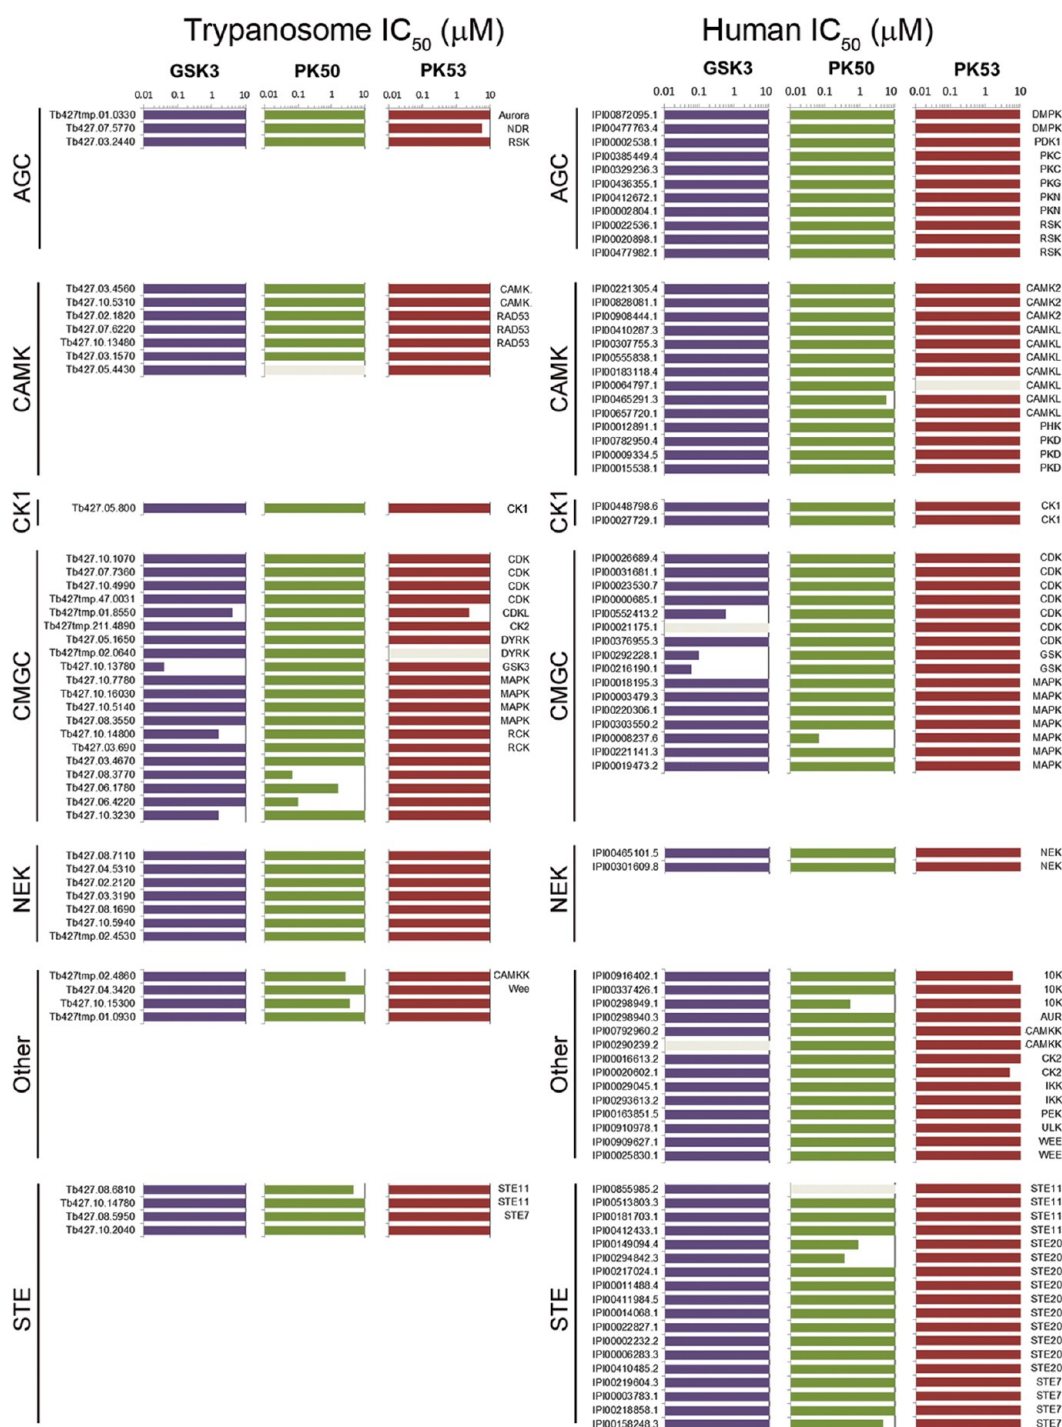 Trypanosome IC50 (μM)
Human IC50 (μM)
GSK3 PK50 PK53
GSK3 PK50 PK53
0.01 0.1 1 10 0.01 0.1 1 10 0.01 0.1 1 10
0.01 0.1 1 10 0.01 0.1 1 10 0.01 0.1 1 10
AGC
Tb427tmp.01.0330 Aurora
Tb427.07.5770 NDR
Tb427.03.2440 RSK
AGC
IPI00872095.1 DMPK
IPI00477763.4 DMPK
IPI00002538.1 PDK1
IPI00385449.4 PKC
IPI00329236.3 PKC
IPI00436355.1 PKG
IPI00412672.1 PKN
IPI00002804.1 PKN
IPI00022536.1 RSK
IPI00020898.1 RSK
IPI00477982.1 RSK
CAMK
Tb427.03.4560 CAMK.
Tb427.10.5310 CAMK.
Tb427.02.1820 RAD53
Tb427.07.6220 RAD53
Tb427.10.13480 RAD53
Tb427.03.1570
Tb427.05.4430
CAMK
IPI00221305.4 CAMK2
IPI00828081.1 CAMK2
IPI00908444.1 CAMK2
IPI00410287.3 CAMKL
IPI00307755.3 CAMKL
IPI00555838.1 CAMKL
IPI00183118.4 CAMKL
IPI00064797.1 CAMKL
IPI00465291.3 CAMKL
IPI00657720.1 CAMKL
IPI00012891.1 PHK
IPI00782950.4 PKD
IPI00009334.5 PKD
IPI00015538.1 PKD
CK1
Tb427.05.800 CK1
CK1
IPI00448798.6 CK1
IPI00027729.1 CK1
CMGC
Tb427.10.1070 CDK
Tb427.07.7360 CDK
Tb427.10.4990 CDK
Tb427tmp.47.0031 CDK
Tb427tmp.01.8550 CDKL
Tb427tmp.211.4890 CK2
Tb427.05.1650 DYRK
Tb427tmp.02.0640 DYRK
Tb427.10.13780 GSK3
Tb427.10.7780 MAPK
Tb427.10.16030 MAPK
Tb427.10.5140 MAPK
Tb427.08.3550 MAPK
Tb427.10.14800 RCK
Tb427.03.690 RCK
Tb427.03.4670
Tb427.08.3770
Tb427.06.1780
Tb427.06.4220
Tb427.10.3230
CMGC
IPI00026689.4 CDK
IPI00031681.1 CDK
IPI00023530.7 CDK
IPI00000685.1 CDK
IPI00552413.2 CDK
IPI00021175.1 CDK
IPI00376955.3 CDK
IPI00292228.1 GSK
IPI00216190.1 GSK
IPI00018195.3 MAPK
IPI00003479.3 MAPK
IPI00220306.1 MAPK
IPI00303550.2 MAPK
IPI00008237.6 MAPK
IPI00221141.3 MAPK
IPI00019473.2 MAPK
NEK
Tb427.08.7110
Tb427.04.5310
Tb427.02.2120
Tb427.03.3190
Tb427.08.1690
Tb427.10.5940
Tb427tmp.02.4530
NEK
IPI00465101.5 NEK
IPI00301609.8 NEK
Other
Tb427tmp.02.4860 CAMKK
Tb427.04.3420 Wee
Tb427.10.15300
Tb427tmp.01.0930
Other
IPI00916402.1 10K
IPI00337426.1 10K
IPI00298949.1 10K
IPI00298940.3 AUR
IPI00792960.2 CAMKK
IPI00290239.2 CAMKK
IPI00016613.2 CK2
IPI00020602.1 CK2
IPI00029045.1 IKK
IPI00293613.2 IKK
IPI00163851.5 PEK
IPI00910978.1 ULK
IPI00909627.1 WEE
IPI00025830.1 WEE
STE
Tb427.08.6810 STE11
Tb427.10.14780 STE11
Tb427.08.5950 STE7
Tb427.10.2040
STE
IPI00855985.2 STE11
IPI00513803.3 STE11
IPI00181703.1 STE11
IPI00412433.1 STE11
IPI00149094.4 STE20
IPI00294842.3 STE20
IPI00217024.1 STE20
IPI00011488.4 STE20
IPI00411984.5 STE20
IPI00014068.1 STE20
IPI00022827.1 STE20
IPI00002232.2 STE20
IPI00006283.3 STE20
IPI00410485.2 STE20
IPI00219604.3 STE7
IPI00003783.1 STE7
IPI00218858.1 STE7
IPI00158248.3 STE7